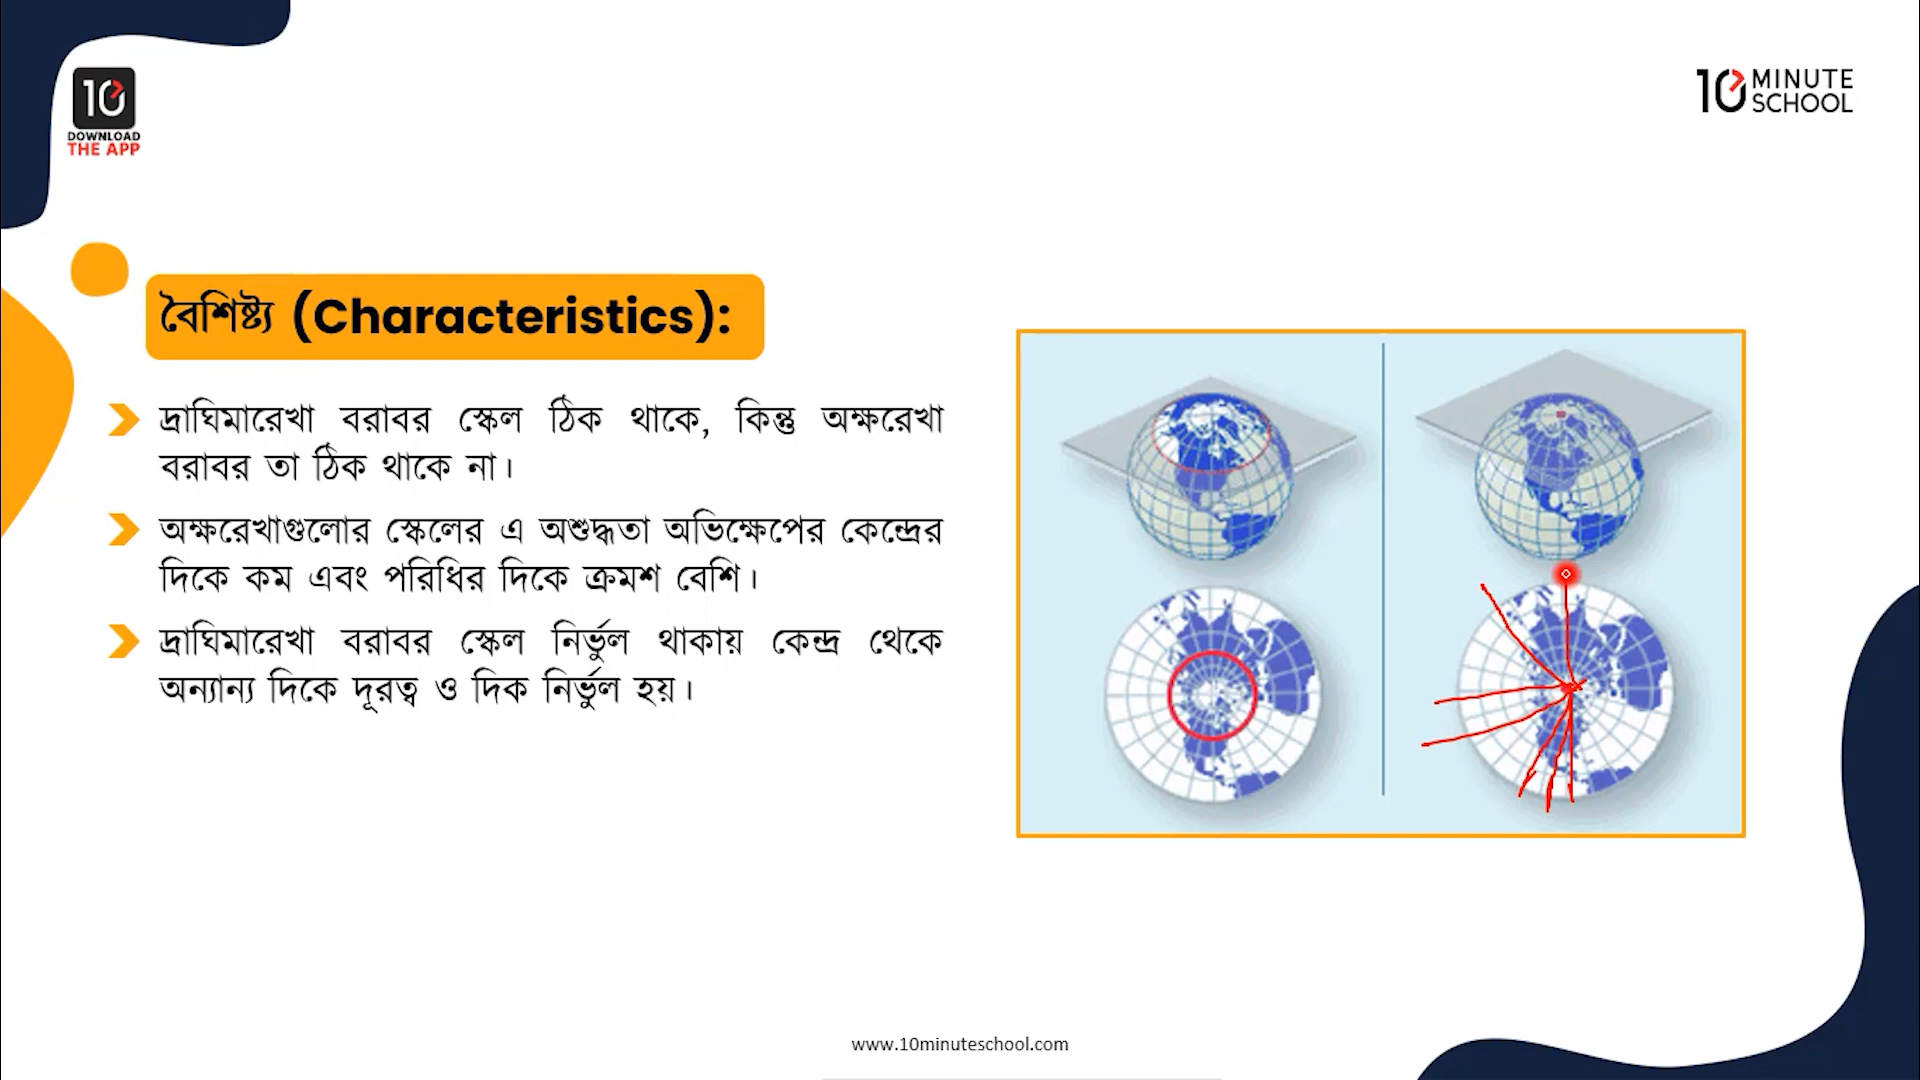 10
DOWNLOAD
THE APP
10 MINUTE
SCHOOL
বৈশিষ্ট্য (Characteristics):
দ্রাঘিমারেখা বরাবর স্কেল ঠিক থাকে, কিন্তু অক্ষরেখা
বরাবর তা ঠিক থাকে না।
অক্ষরেখাগুলোর স্কেলের এ অশুদ্ধতা অভিক্ষেপের কেন্দ্রের
দিকে কম এবং পরিধির দিকে ক্রমশ বেশি।
দ্রাঘিমারেখা বরাবর স্কেল নির্ভুল থাকায় কেন্দ্র থেকে
অন্যান্য দিকে দূরত্ব ও দিক নির্ভুল হয়।
www.10minuteschool.com